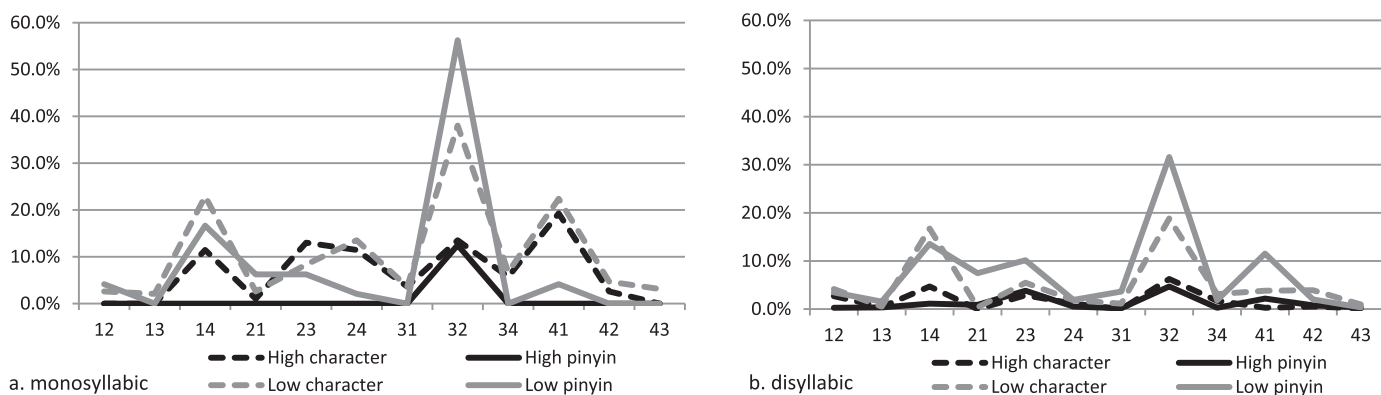 60.0%
50.0%
40.0%
30.0%
20.0%
10.0%
0.0%
12 13 14 21 23 24 31 32 34 41 42 43
High character High pinyin
Low character Low pinyin
a. monosyllabic
60.0%
50.0%
40.0%
30.0%
20.0%
10.0%
0.0%
12 13 14 21 23 24 31 32 34 41 42 43
High character High pinyin
Low character Low pinyin
b. disyllabic